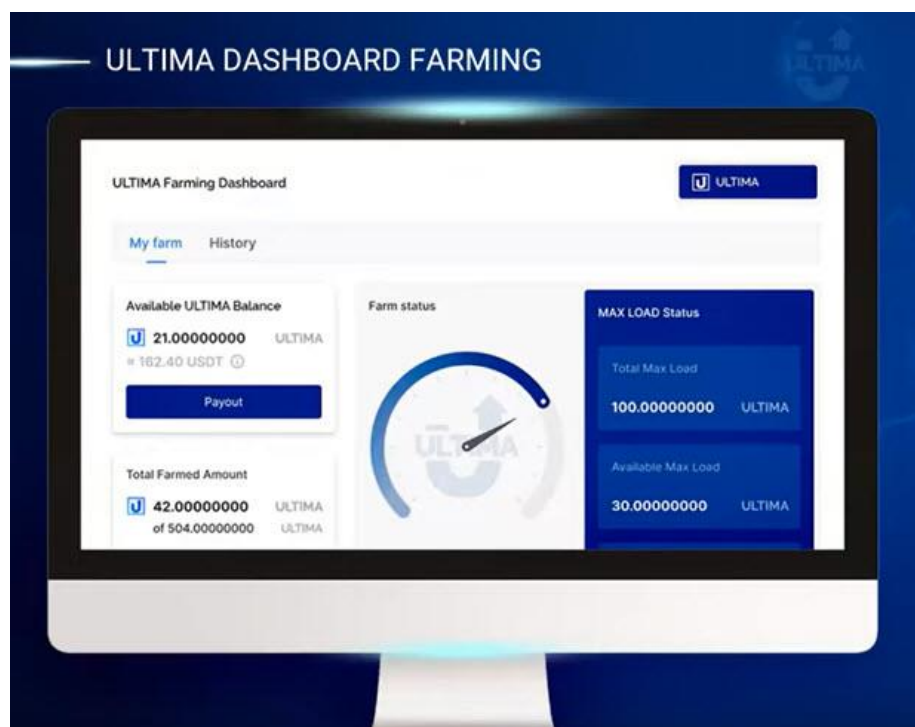 ULTIMA DASHBOARD FARMING
ULTIMA
ULTIMA Farming Dashboard
ULTIMA
My farm History
Available ULTIMA Balance
21.00000000 ULTIMA
≈ 162.40 USDT
Payout
Total Farmed Amount
42.00000000 ULTIMA
of 504.00000000 ULTIMA
Farm status
ULTIMA
MAX LOAD Status
Total Max Load
100.00000000 ULTIMA
Available Max Load
30.00000000 ULTIMA